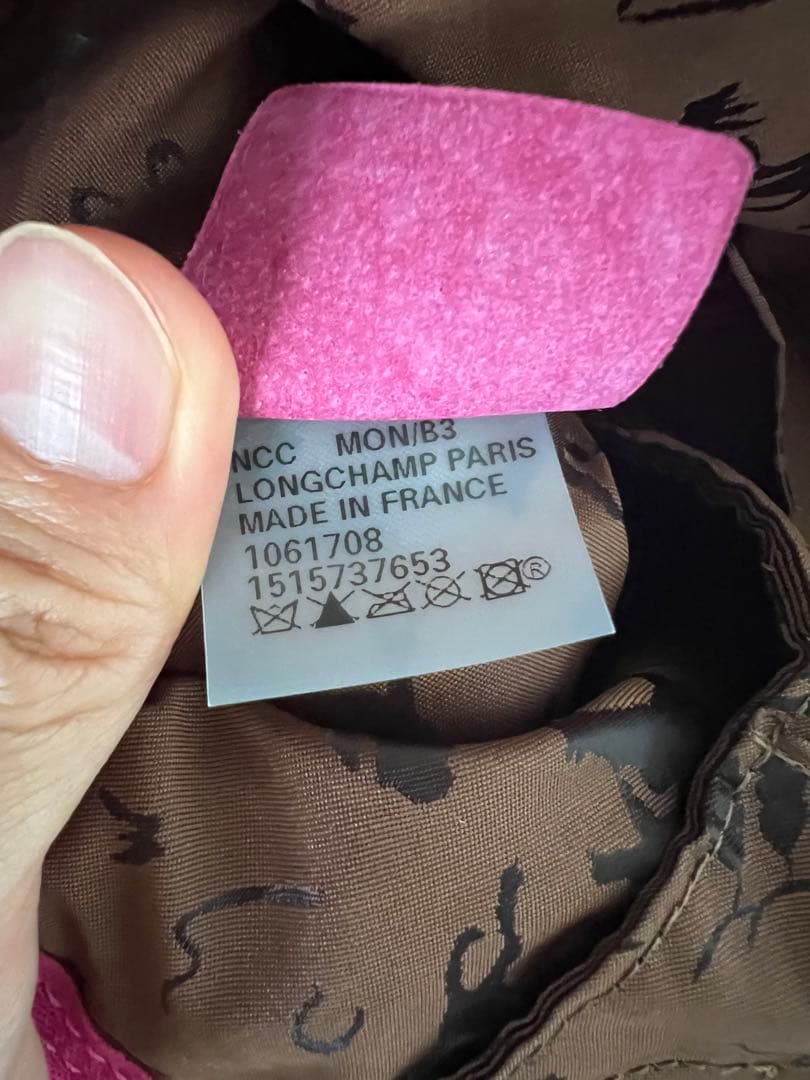 NCC MON/B3
LONGCHAMP PARIS
MADE IN FRANCE
1061708
1515737653
®